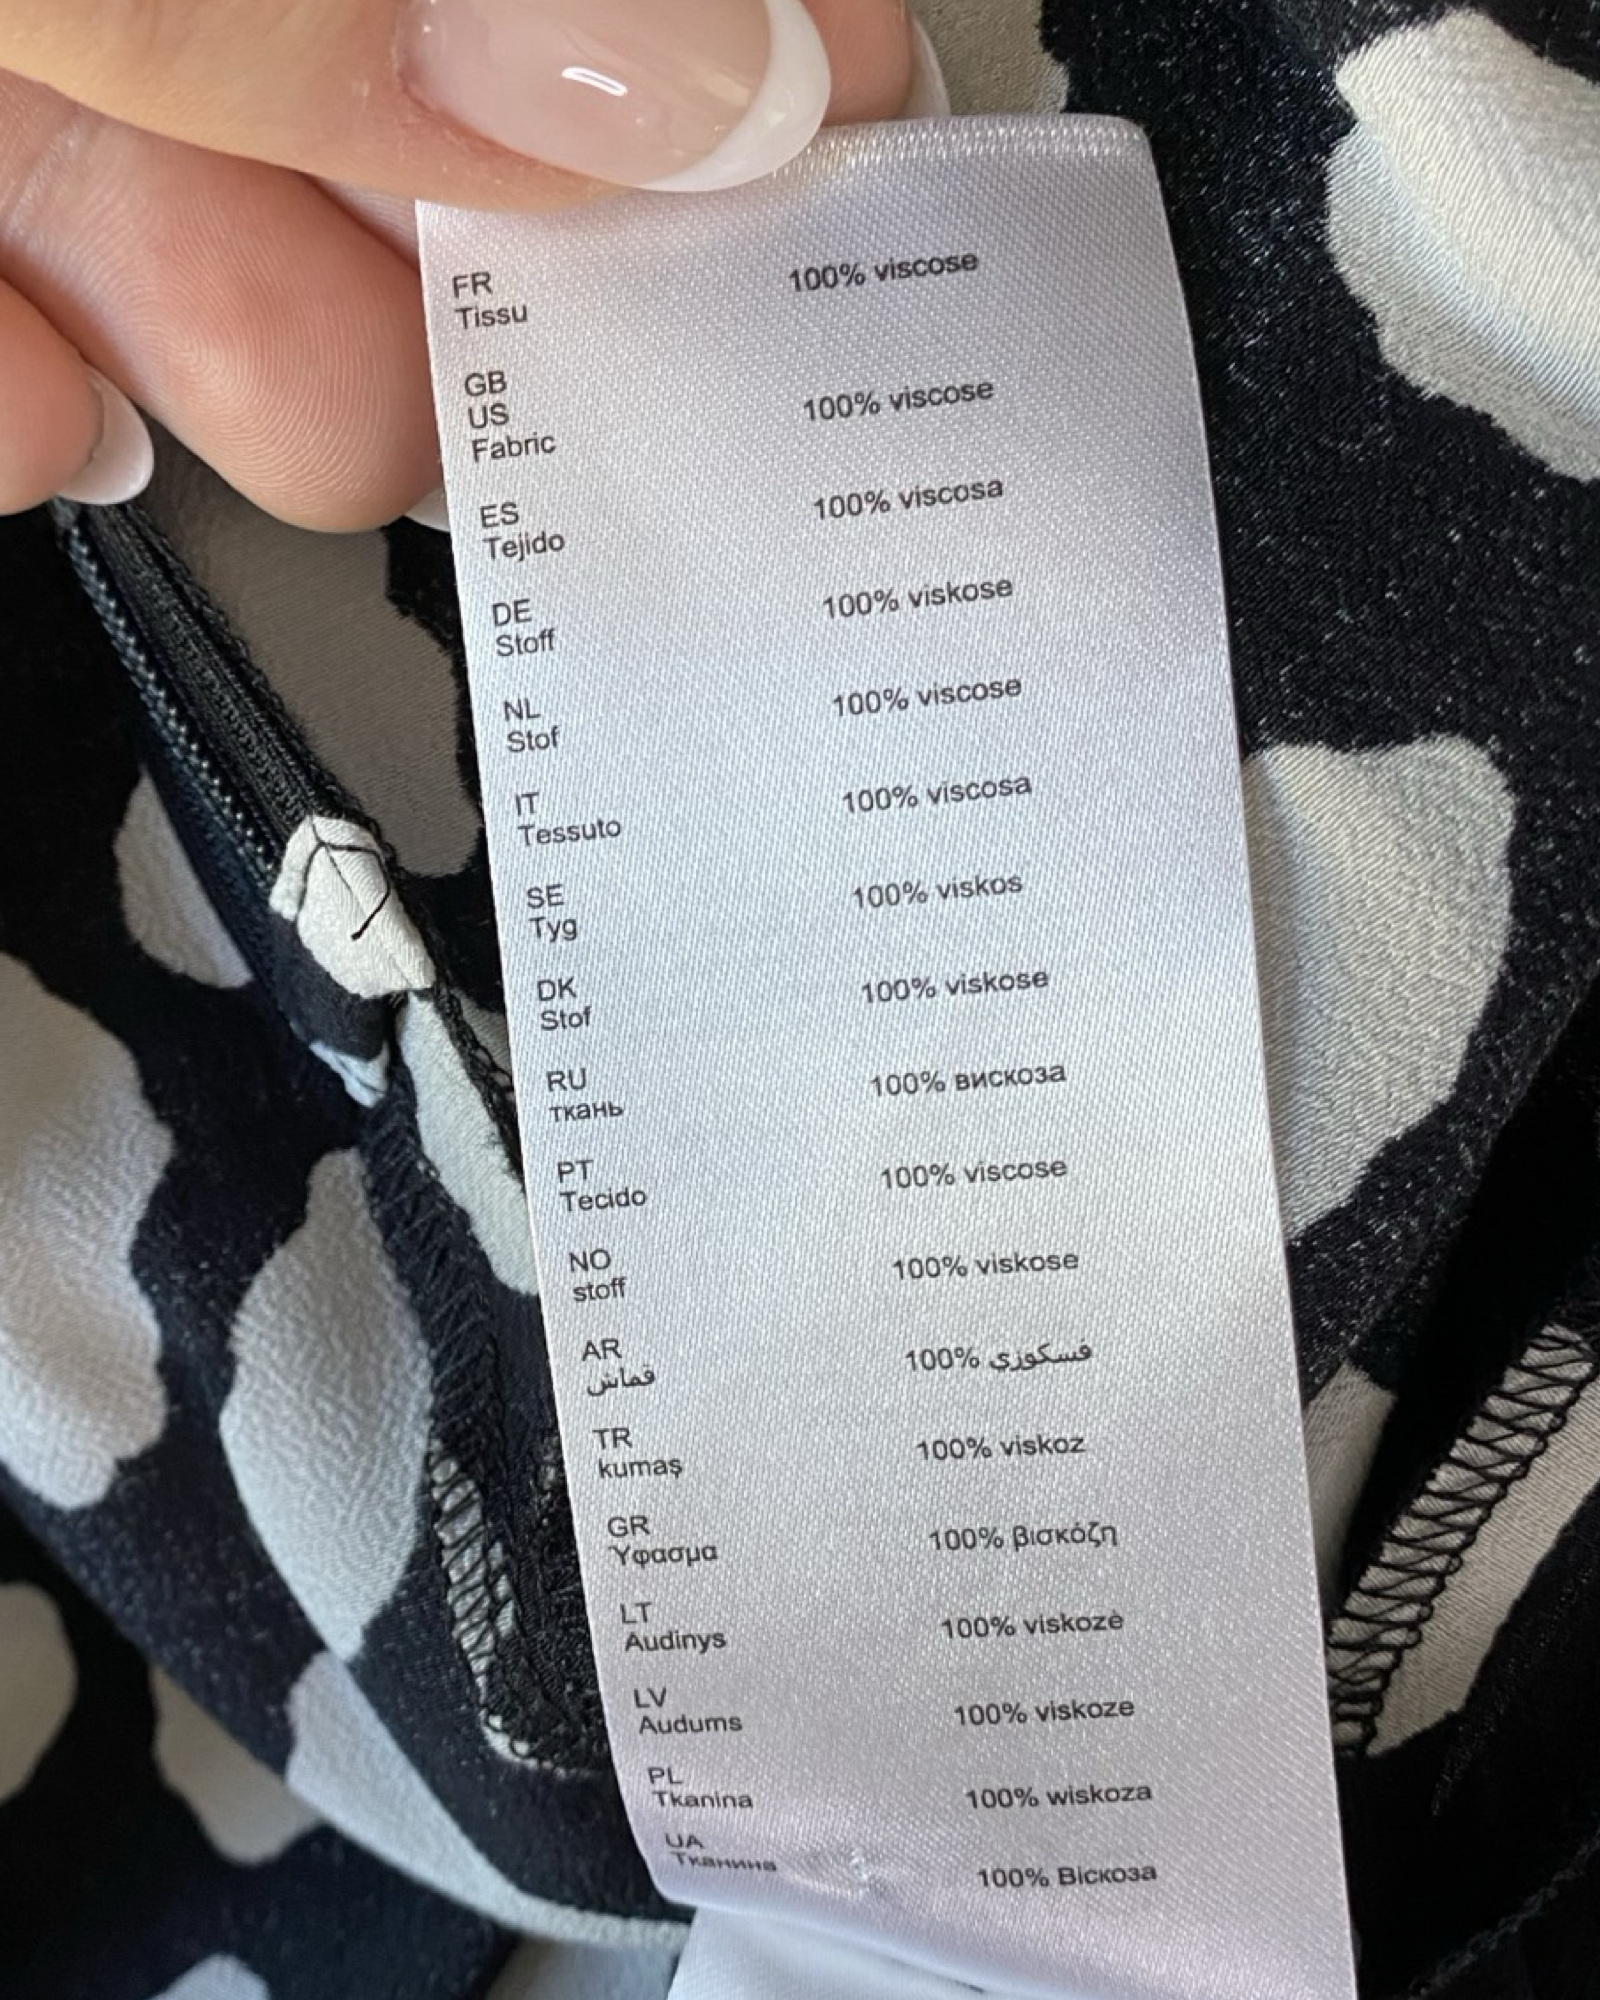 FR
Tissu 100% viscose
GB
US
Fabric 100% viscose
ES
Tejido 100% viscosa
DE
Stoff 100% viskose
NL
Stof 100% viscose
IT
Tessuto 100% viscosa
SE
Tyg 100% viskos
DK
Stof 100% viskose
RU
ткань 100% вискоза
PT
Tecido 100% viscose
NO
stoff 100% viskose
AR
قماش 100% فسكوزي
TR
kumaş 100% viskoz
GR
Ύφασμα 100% βισκόζη
LT
Audinys 100% viskozė
LV
Audums 100% viskoze
PL
Tkanina 100% wiskoza
UA
Тканина 100% Віскоза